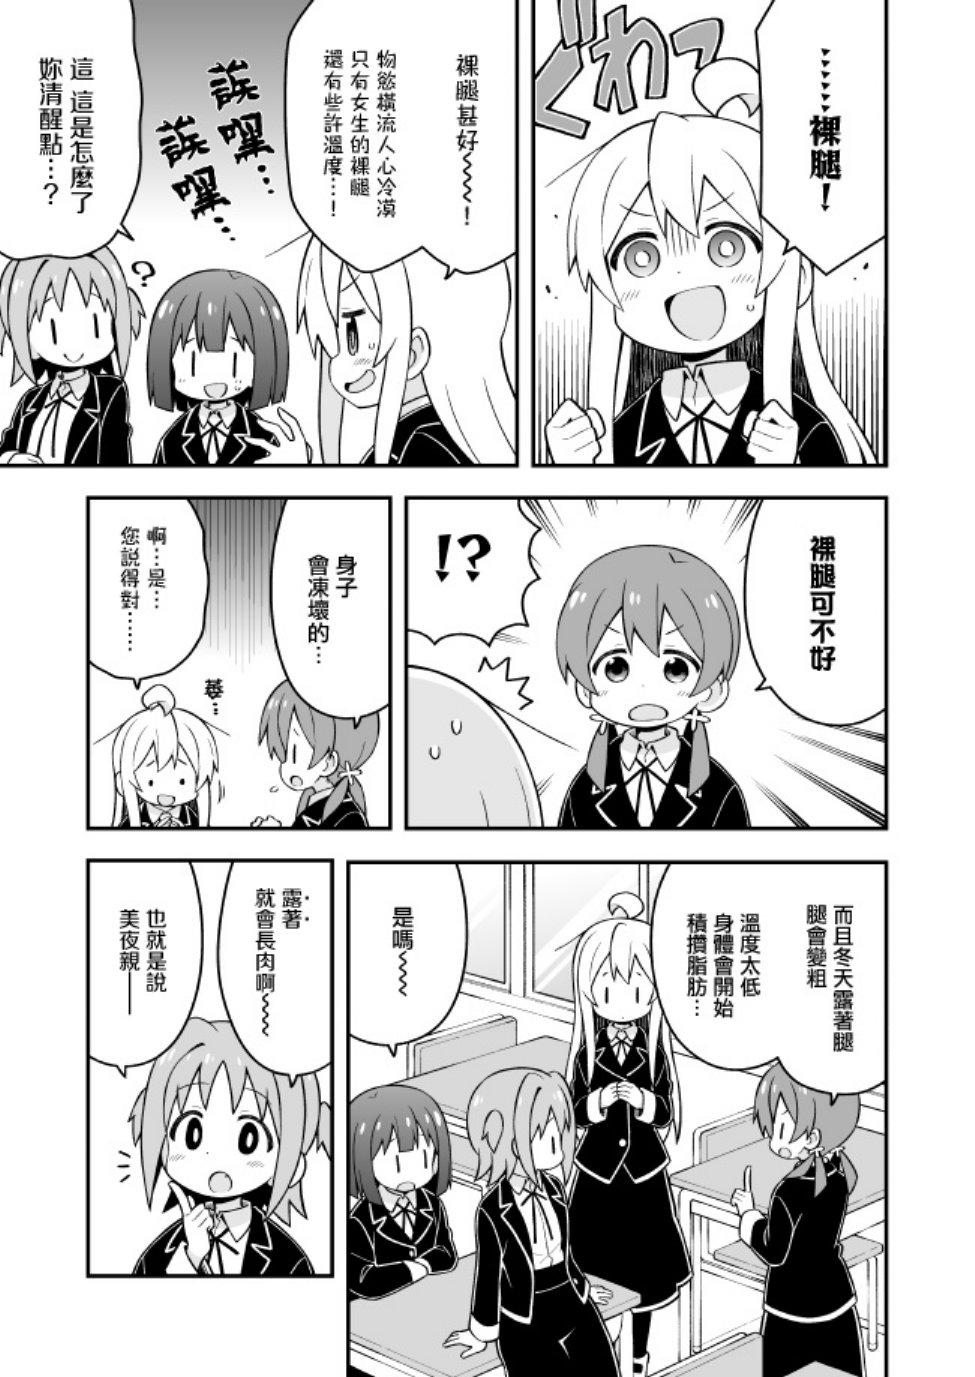 ………裸腿！
ぐわっ
裸腿甚好～～～！
物慾橫流人心冷漠
只有女生的裸腿
還有些許溫度…！
誒嘿…
誒嘿…
這 這是怎麼了
妳清醒點…？
?
裸腿可不好
!?
身子
會凍壞的…
啊…是…
您說得對……
而且冬天露著腿
腿會變粗
溫度太低
身體會開始
積攢脂肪…
是嗎～～～
露著
就會長肉啊～～～
也就是說
美夜親——